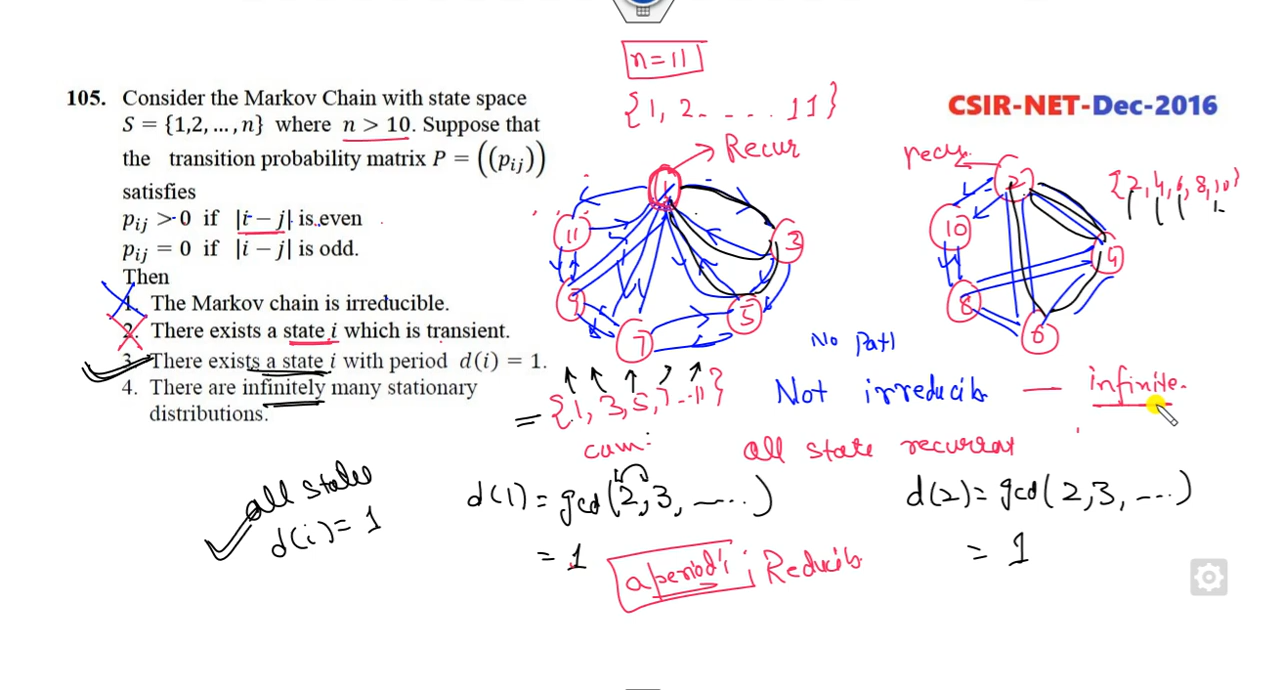 n = 11
{1, 2 . . . . 11}
105. Consider the Markov Chain with state space
S = {1,2, ..., n} where n > 10. Suppose that
the transition probability matrix P = ((pᵢⱼ))
satisfies
pᵢⱼ > 0 if |i − j| is even
pᵢⱼ = 0 if |i − j| is odd.
Then
1. The Markov chain is irreducible.
2. There exists a state i which is transient.
3. There exists a state i with period d(i) = 1.
4. There are infinitely many stationary
distributions.
CSIR-NET-Dec-2016
Recur
1
11
3
9
5
7
recur
{2,4,6,8,10}
2
10
4
8
6
No Path
= {1, 3, 5, 7 -- 11}
Not irreducib — infinite.
com:
all state recurrent
all states
d(i) = 1
d(1) = gcd(2,3, ----)
= 1
aperiodi ; Reducib
d(2) = gcd(2,3, ---)
= 1